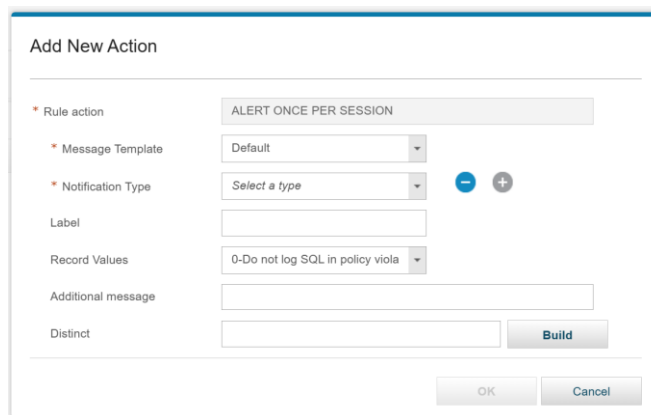 Add New Action
* Rule action ALERT ONCE PER SESSION
* Message Template Default
* Notification Type Select a type
Label
Record Values 0-Do not log SQL in policy viola
Additional message
Distinct Build
OK Cancel